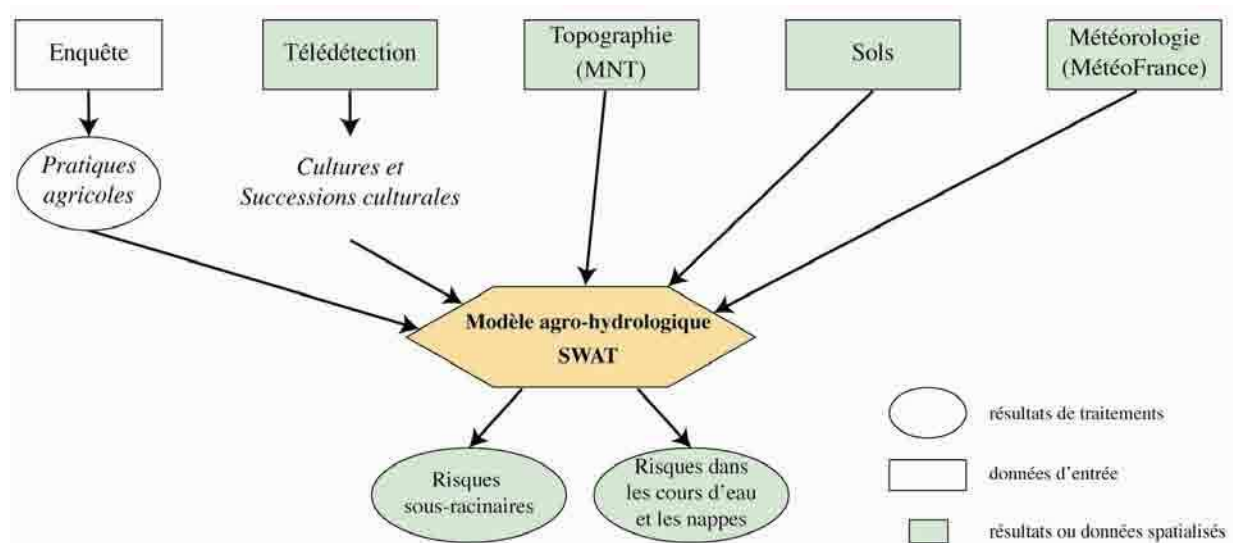 Enquête
Télédétection
Topographie
(MNT)
Sols
Météorologie
(MétéoFrance)
Pratiques
agricoles
Cultures et
Successions culturales
Modèle agro-hydrologique
SWAT
Risques
sous-racinaires
Risques dans
les cours d'eau
et les nappes
résultats de traitements
données d'entrée
résultats ou données spatialisés